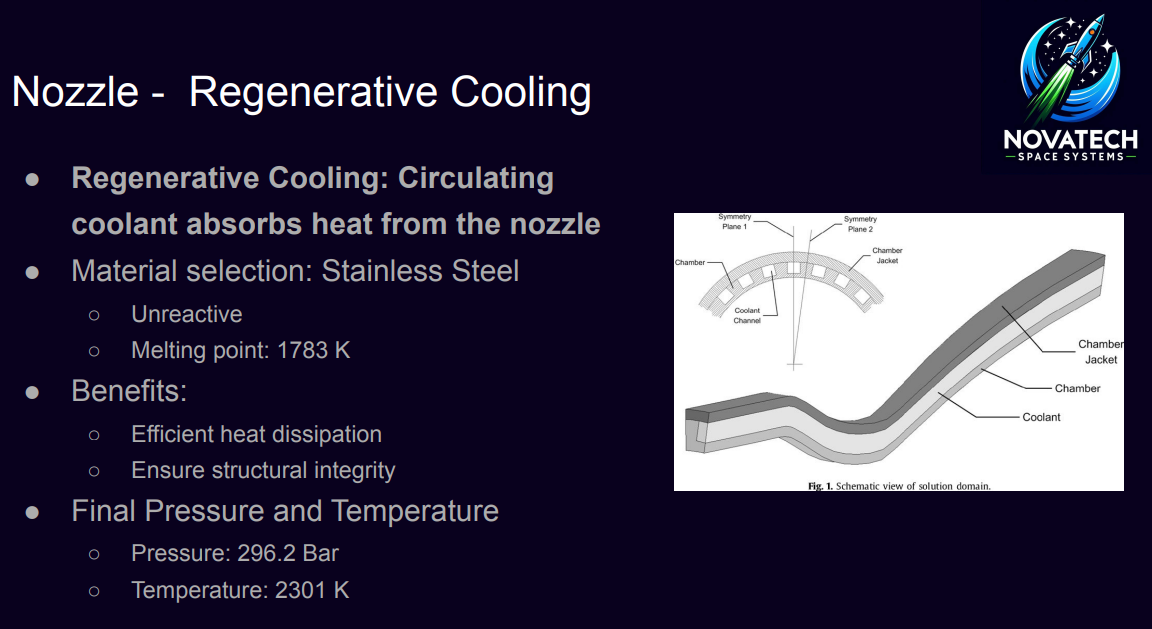 NOVATECH
SPACE SYSTEMS
Nozzle - Regenerative Cooling
● Regenerative Cooling: Circulating
coolant absorbs heat from the nozzle
● Material selection: Stainless Steel
○ Unreactive
○ Melting point: 1783 K
● Benefits:
○ Efficient heat dissipation
○ Ensure structural integrity
● Final Pressure and Temperature
○ Pressure: 296.2 Bar
○ Temperature: 2301 K
Symmetry
Plane 1
Symmetry
Plane 2
Chamber
Chamber
Jacket
Coolant
Channel
Chamber
Jacket
Chamber
Coolant
Fig. 1. Schematic view of solution domain.